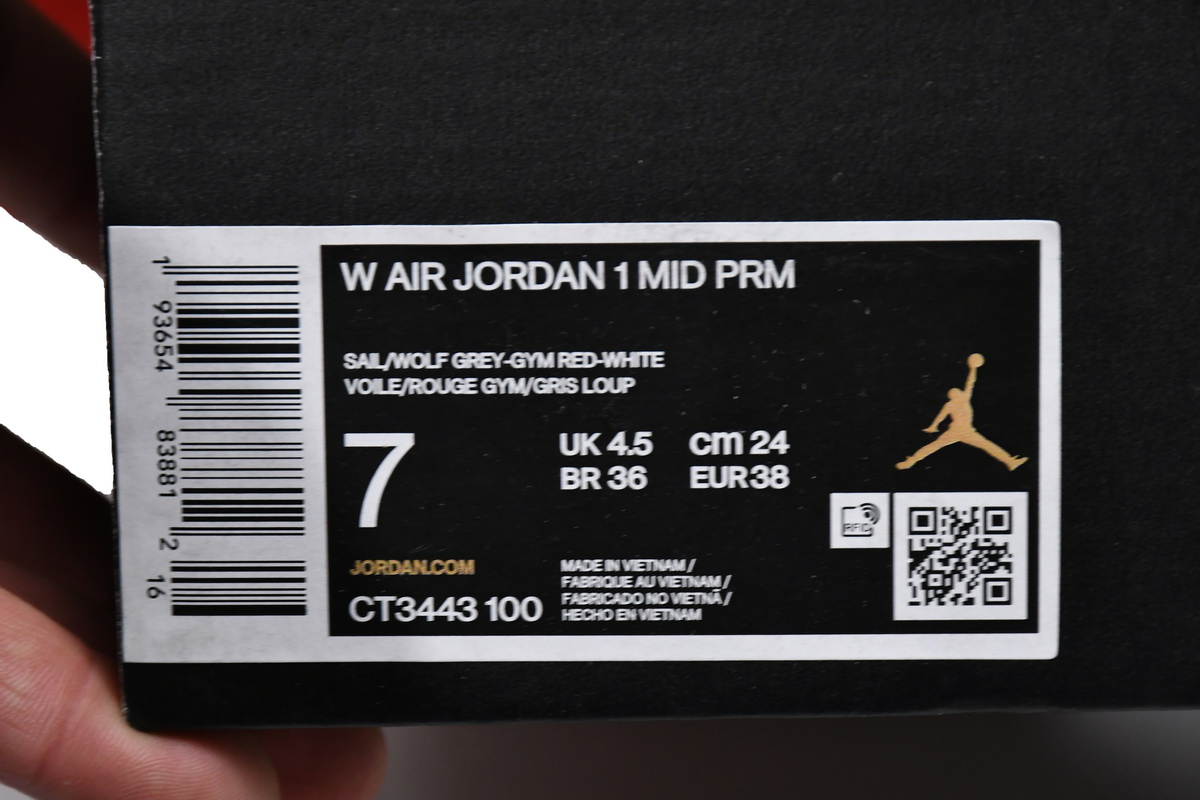 W AIR JORDAN 1 MID PRM
SAIL/WOLF GREY-GYM RED-WHITE
VOILE/ROUGE GYM/GRIS LOUP
7
UK 4.5 cm 24
BR 36 EUR 38
JORDAN.COM
CT3443 100
MADE IN VIETNAM /
FABRIQUE AU VIETNAM /
FABRICADO NO VIETNÃ /
HECHO EN VIETNAM
RFID
1 93654 83881 2 16